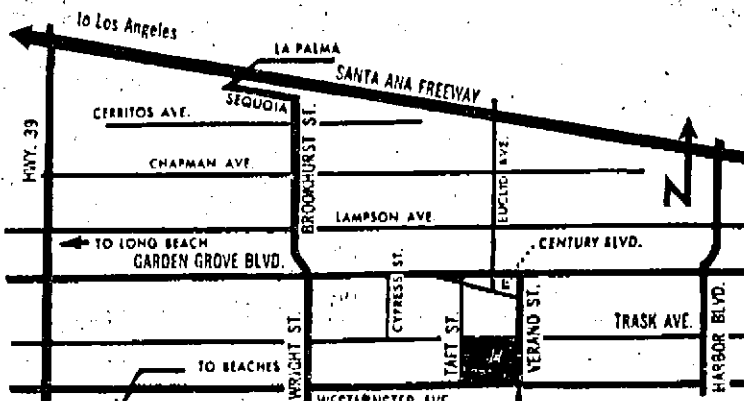 to Los Angeles
LA PALMA
SANTA ANA FREEWAY
SEQUOIA
CERRITOS AVE.
HWY. 39
BROOKHURST ST.
CHAPMAN AVE.
EUCLID AVE.
N
LAMPSON AVE.
TO LONG BEACH
CENTURY BLVD.
GARDEN GROVE BLVD.
CYPRESS ST.
VERANO ST.
HARBOR BLVD.
TRASK AVE.
TAFT ST.
WRIGHT ST.
TO BEACHES
WESTMINSTER AVE